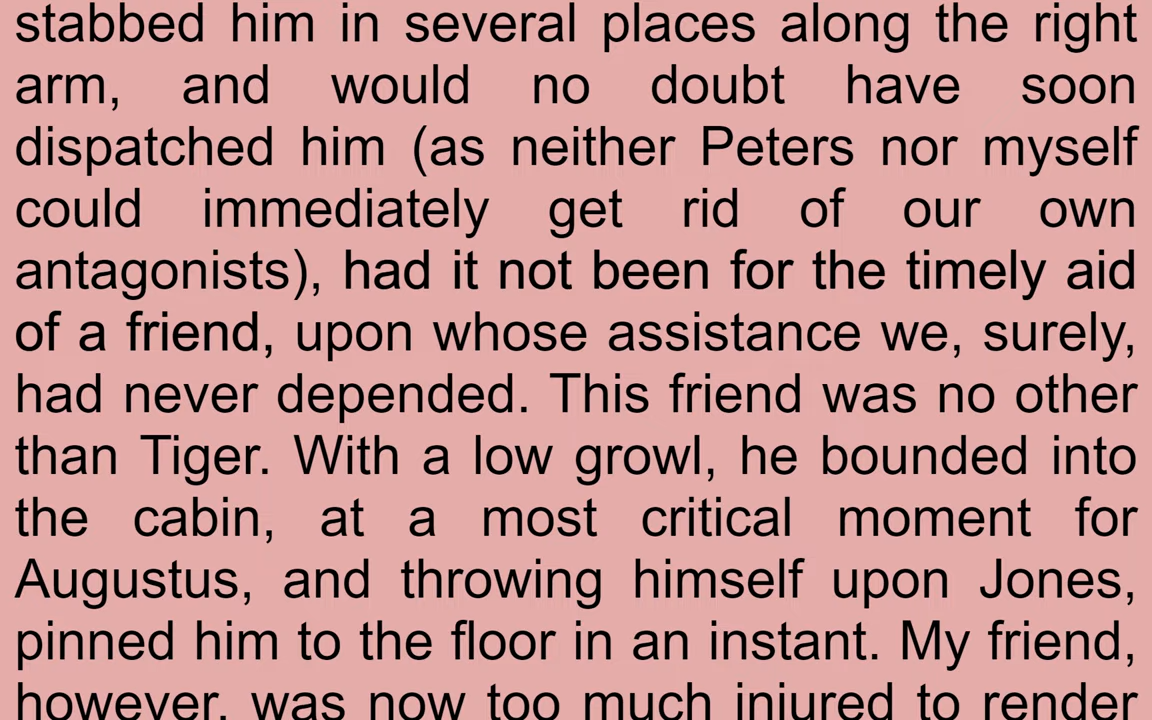 stabbed him in several places along the right
arm, and would no doubt have soon
dispatched him (as neither Peters nor myself
could immediately get rid of our own
antagonists), had it not been for the timely aid
of a friend, upon whose assistance we, surely,
had never depended. This friend was no other
than Tiger. With a low growl, he bounded into
the cabin, at a most critical moment for
Augustus, and throwing himself upon Jones,
pinned him to the floor in an instant. My friend,
however, was now too much injured to render